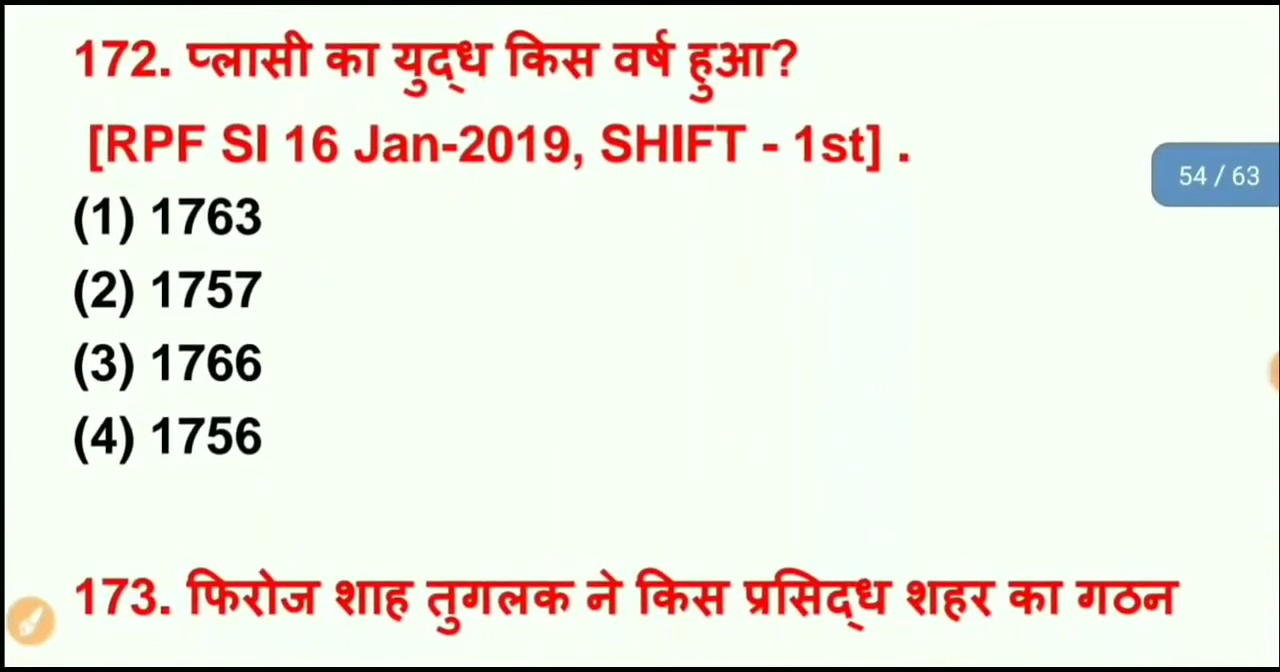 172. प्लासी का युद्ध किस वर्ष हुआ?
[RPF SI 16 Jan-2019, SHIFT - 1st] .
54 / 63
(1) 1763
(2) 1757
(3) 1766
(4) 1756
173. फिरोज शाह तुगलक ने किस प्रसिद्ध शहर का गठन